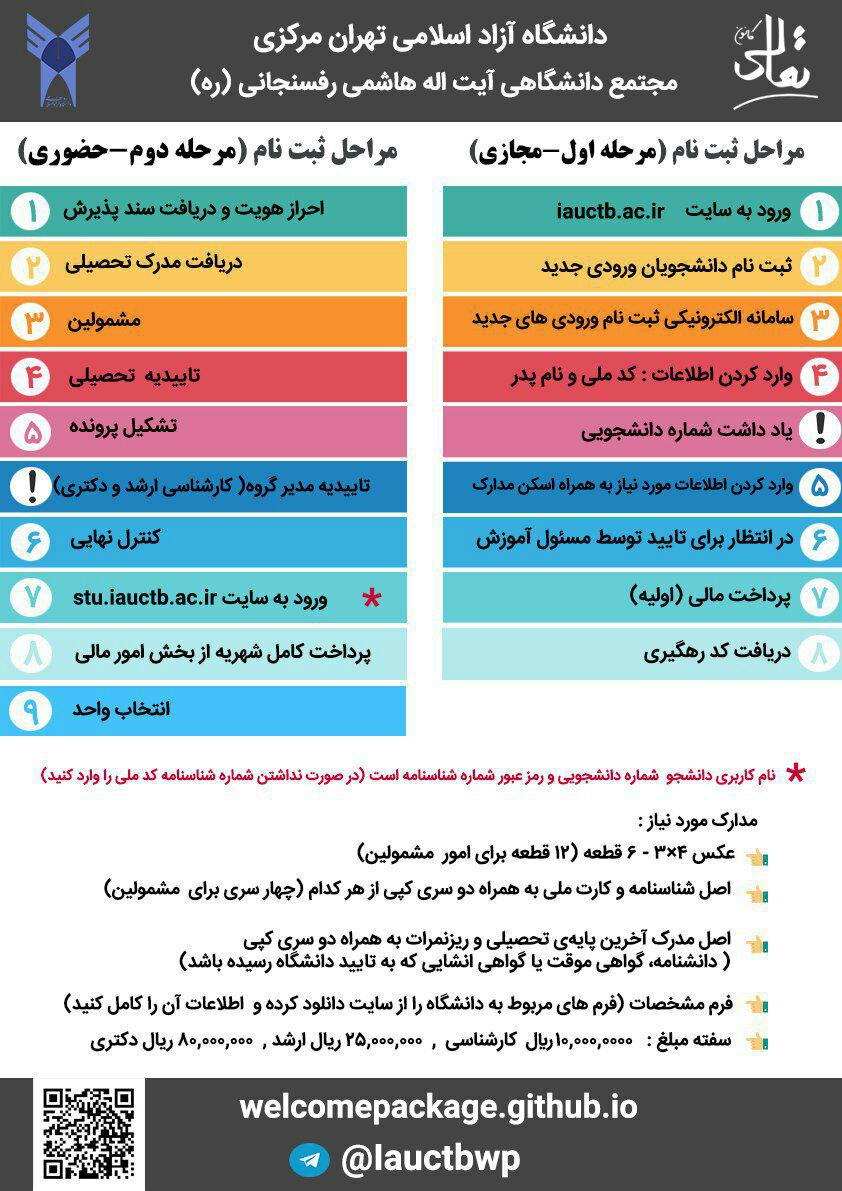 دانشگاه آزاد اسلامی تهران مرکزی
مجتمع دانشگاهی آیت اله هاشمی رفسنجانی (ره)
کانون
تعالی
مراحل ثبت نام (مرحله اول-مجازی)
۱ ورود به سایت iauctb.ac.ir
۲ ثبت نام دانشجویان ورودی جدید
۳ سامانه الکترونیکی ثبت نام ورودی های جدید
۴ وارد کردن اطلاعات : کد ملی و نام پدر
! یاد داشت شماره دانشجویی
۵ وارد کردن اطلاعات مورد نیاز به همراه اسکن مدارک
۶ در انتظار برای تایید توسط مسئول آموزش
۷ پرداخت مالی (اولیه)
۸ دریافت کد رهگیری
مراحل ثبت نام (مرحله دوم-حضوری)
۱ احراز هویت و دریافت سند پذیرش
۲ دریافت مدرک تحصیلی
۳ مشمولین
۴ تاییدیه تحصیلی
۵ تشکیل پرونده
! تاییدیه مدیر گروه( کارشناسی ارشد و دکتری)
۶ کنترل نهایی
۷ ورود به سایت stu.iauctb.ac.ir *
۸ پرداخت کامل شهریه از بخش امور مالی
۹ انتخاب واحد
* نام کاربری دانشجو شماره دانشجویی و رمز عبور شماره شناسنامه است (در صورت نداشتن شماره شناسنامه کد ملی را وارد کنید)
مدارک مورد نیاز :
عکس ۴×۳ - ۶ قطعه (۱۲ قطعه برای امور مشمولین)
اصل شناسنامه و کارت ملی به همراه دو سری کپی از هر کدام (چهار سری برای مشمولین)
اصل مدرک آخرین پایه‌ی تحصیلی و ریزنمرات به همراه دو سری کپی
( دانشنامه، گواهی موقت یا گواهی انشایی که به تایید دانشگاه رسیده باشد)
فرم مشخصات (فرم های مربوط به دانشگاه را از سایت دانلود کرده و اطلاعات آن را کامل کنید)
سفته مبلغ : ۱۰,۰۰۰,۰۰۰۰ ریال کارشناسی , ۲۵,۰۰۰,۰۰۰ ریال ارشد , ۸۰,۰۰۰,۰۰۰ ریال دکتری
welcomepackage.github.io
@Iauctbwp